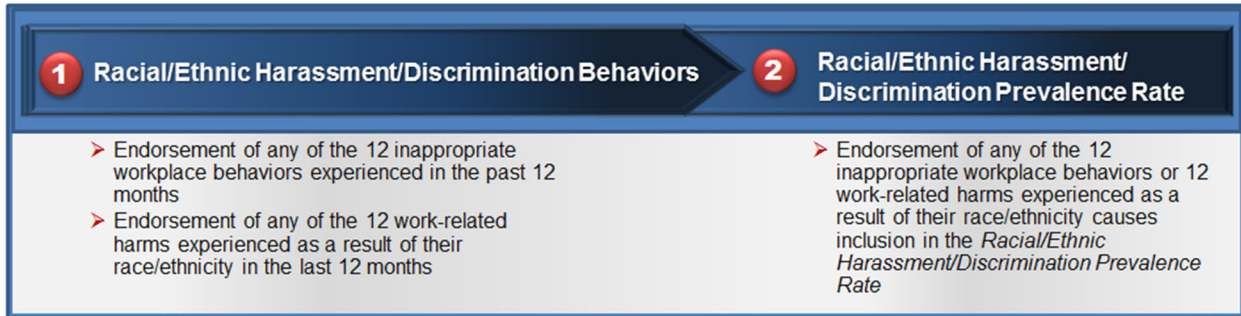 1 Racial/Ethnic Harassment/Discrimination Behaviors
➢ Endorsement of any of the 12 inappropriate
workplace behaviors experienced in the past 12
months
➢ Endorsement of any of the 12 work-related
harms experienced as a result of their
race/ethnicity in the last 12 months
2 Racial/Ethnic Harassment/
Discrimination Prevalence Rate
➢ Endorsement of any of the 12
inappropriate workplace behaviors or 12
work-related harms experienced as a
result of their race/ethnicity causes
inclusion in the Racial/Ethnic
Harassment/Discrimination Prevalence
Rate